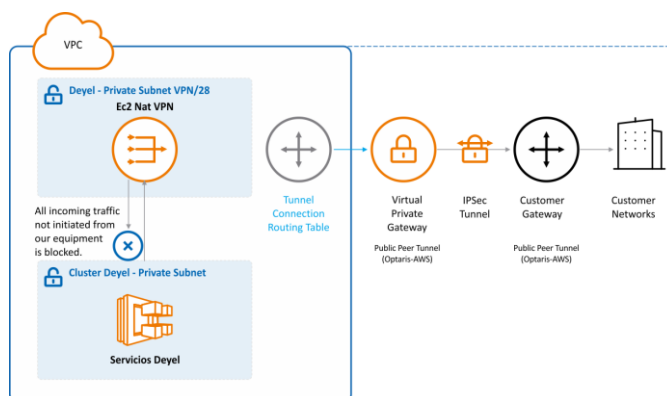 VPC
Deyel - Private Subnet VPN/28
Ec2 Nat VPN
All incoming traffic
not initiated from
our equipment
is blocked.
Cluster Deyel - Private Subnet
Servicios Deyel
Tunnel
Connection
Routing Table
Virtual
Private
Gateway
Public Peer Tunnel
(Optaris-AWS)
IPSec
Tunnel
Customer
Gateway
Public Peer Tunnel
(Optaris-AWS)
Customer
Networks